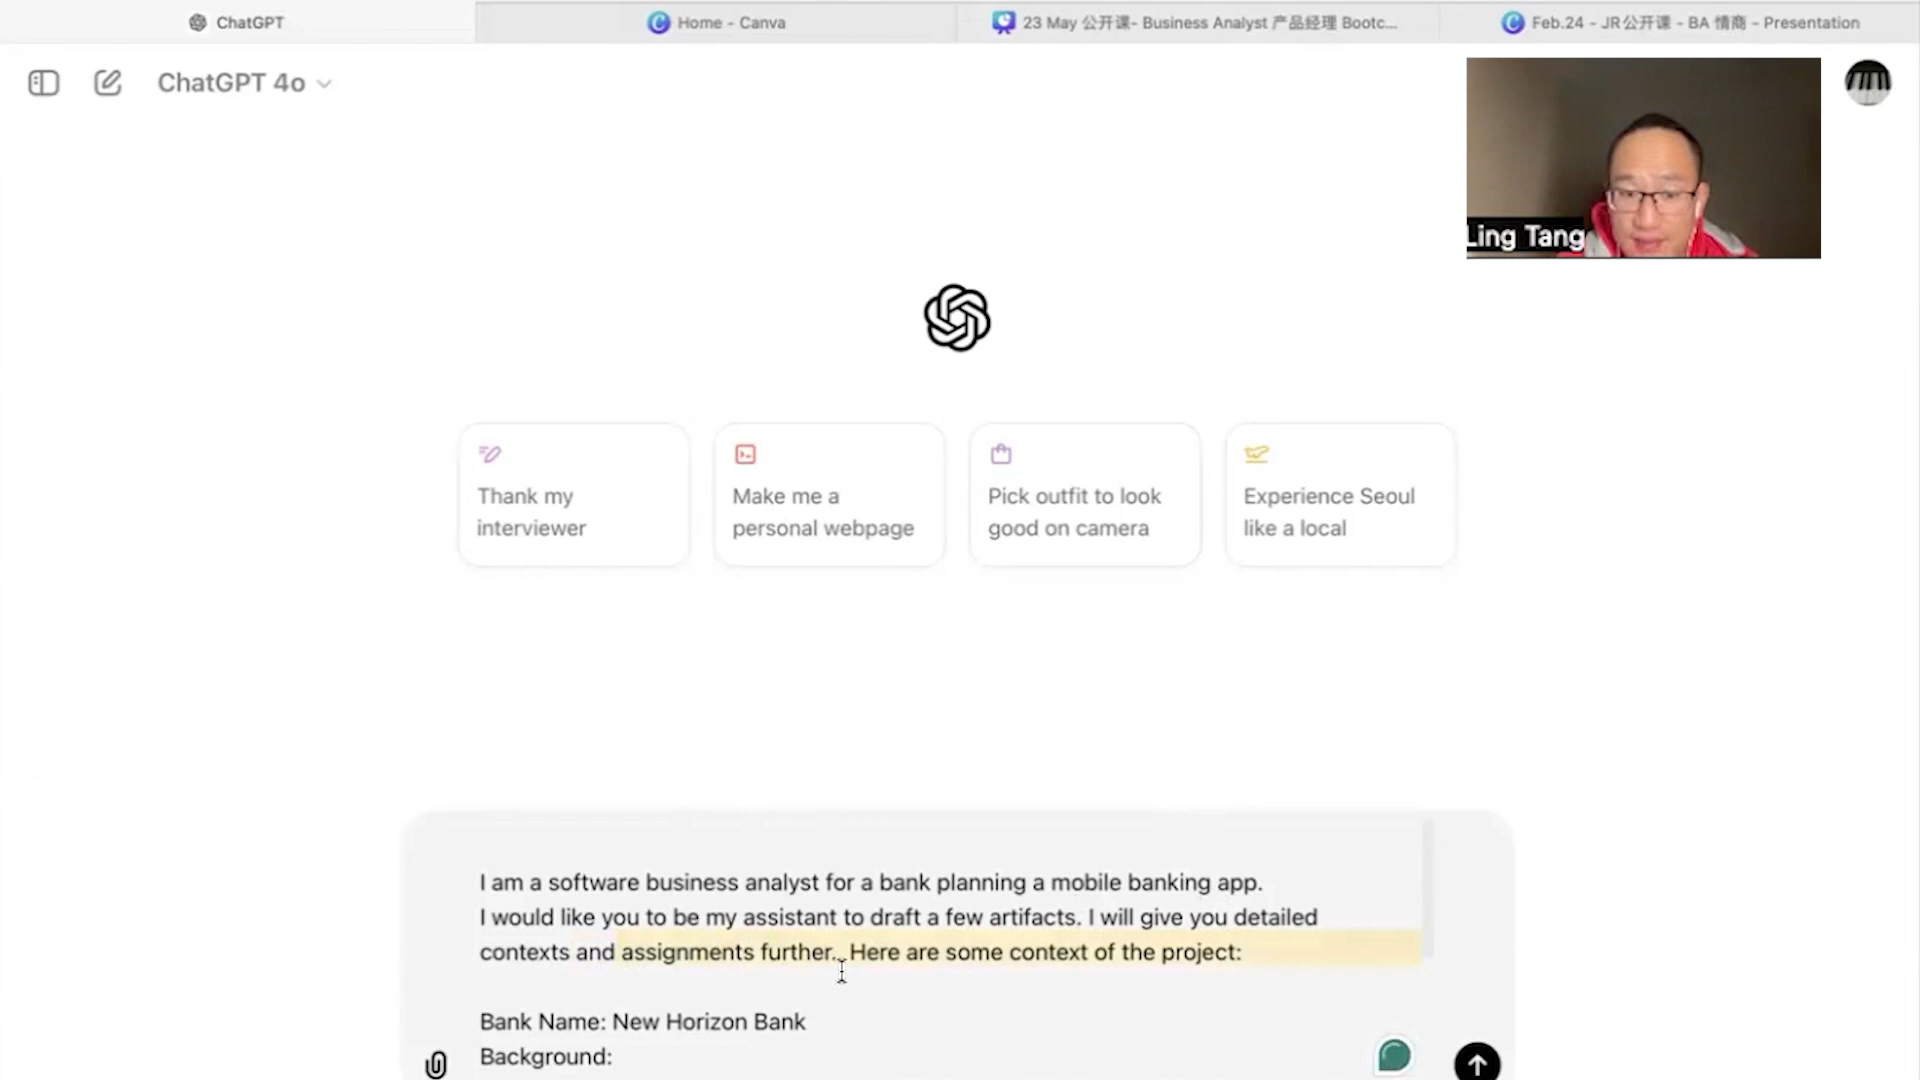 ChatGPT
Home - Canva
23 May 公开课- Business Analyst 产品经理 Bootc...
Feb.24 - JR公开课 - BA 情商 - Presentation
ChatGPT 4o
Ling Tang
Thank my
interviewer
Make me a
personal webpage
Pick outfit to look
good on camera
Experience Seoul
like a local
I am a software business analyst for a bank planning a mobile banking app.
I would like you to be my assistant to draft a few artifacts. I will give you detailed
contexts and assignments further.. Here are some context of the project:
Bank Name: New Horizon Bank
Background: